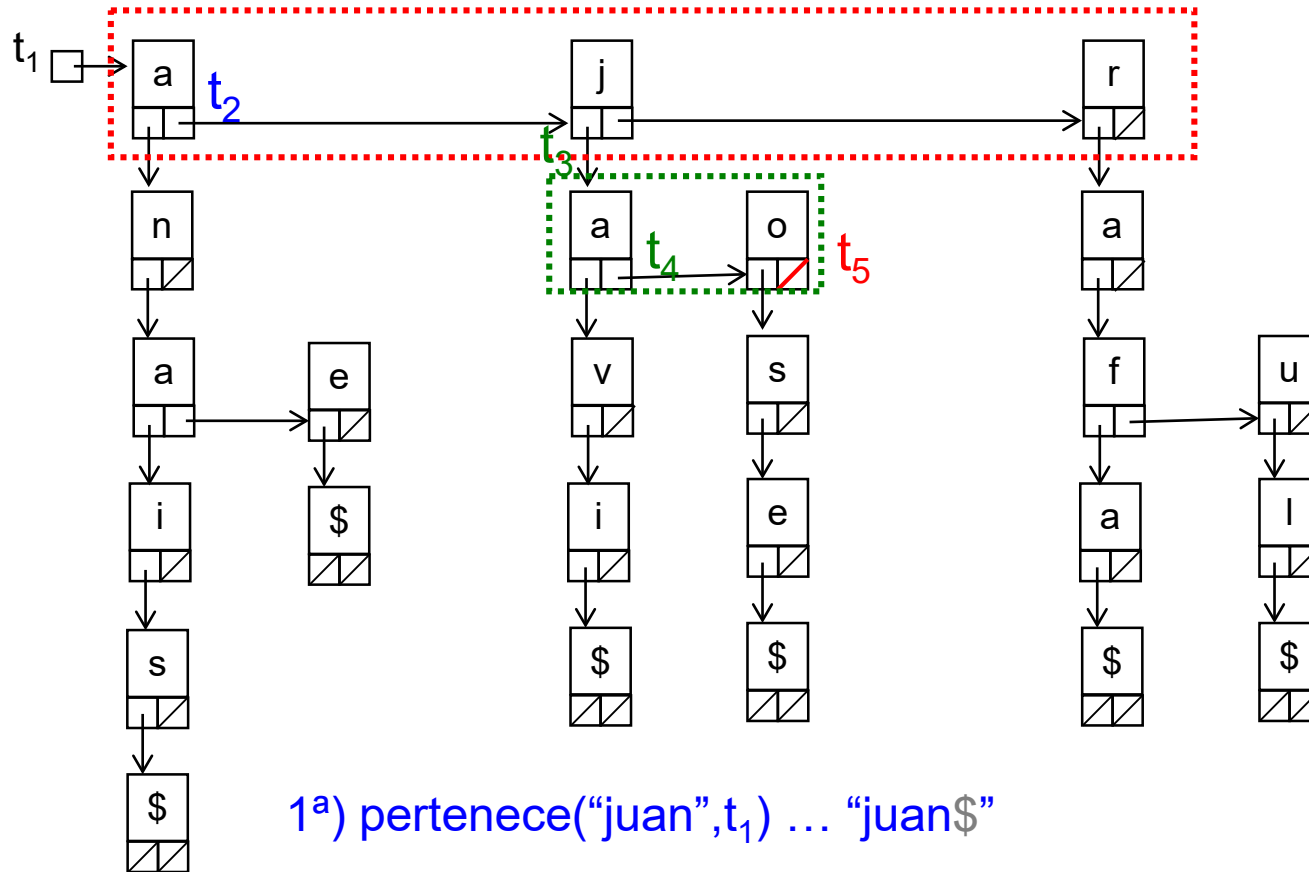 t₁ a t₂ j r
t₃
n a t₄ o t₅ a
a e v s f u
i $ i e a l
s $ $ $ $
$
1ª) pertenece(“juan”,t₁) … “juan$”